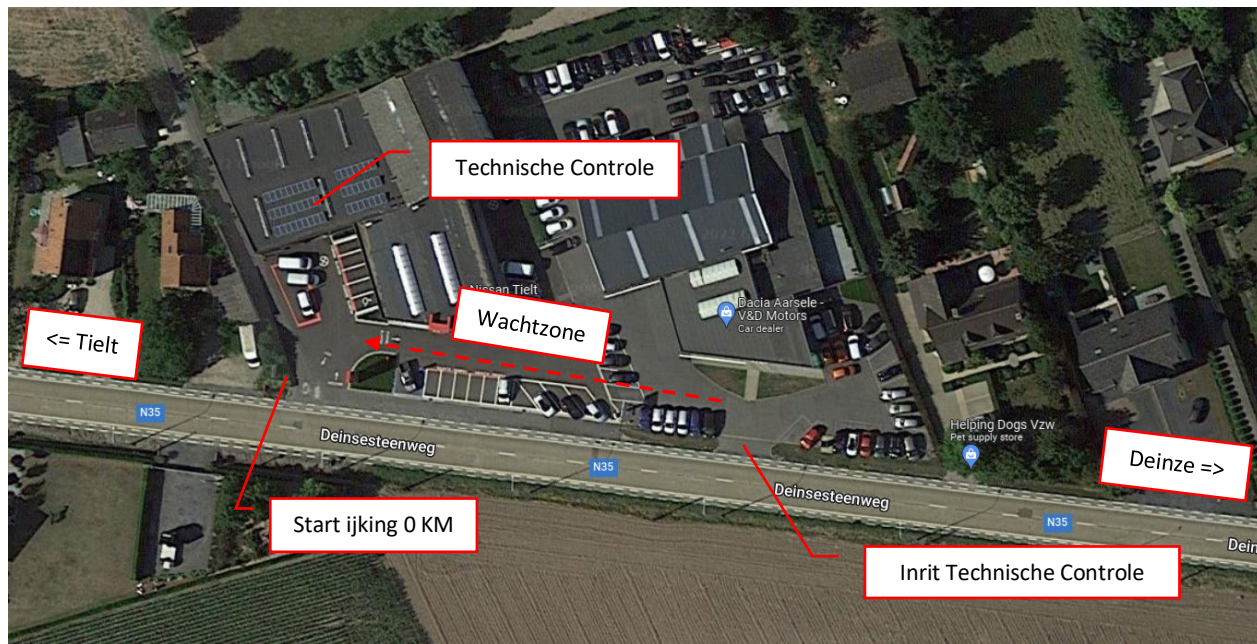 Technische Controle
Nissan Tielt
Wachtzone
Dacia Aarsele -
V&D Motors
Car dealer
<= Tielt
N35
Deinsesteenweg
Helping Dogs Vzw
Pet supply store
Deinze =>
N35
Deinsesteenweg
N35
Dein
Start ijking 0 KM
Inrit Technische Controle